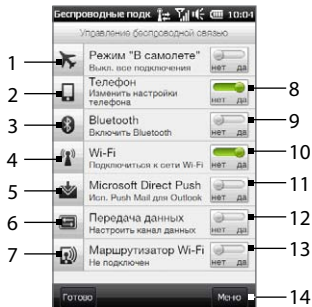 Беспроводные подк 10:04
Управление беспроводной связью
1 Режим "В самолете"
Выкл. все подключения
нет да
2 Телефон 8
Изменить настройки
телефона
нет да
3 Bluetooth 9
Включить Bluetooth
нет да
4 Wi-Fi 10
Подключиться к сети Wi-Fi
нет да
5 Microsoft Direct Push 11
Исп. Push Mail для Outlook
нет да
6 Передача данных 12
Настроить канал данных
нет да
7 Маршрутизатор Wi-Fi 13
Не подключен
нет да
Готово Меню 14